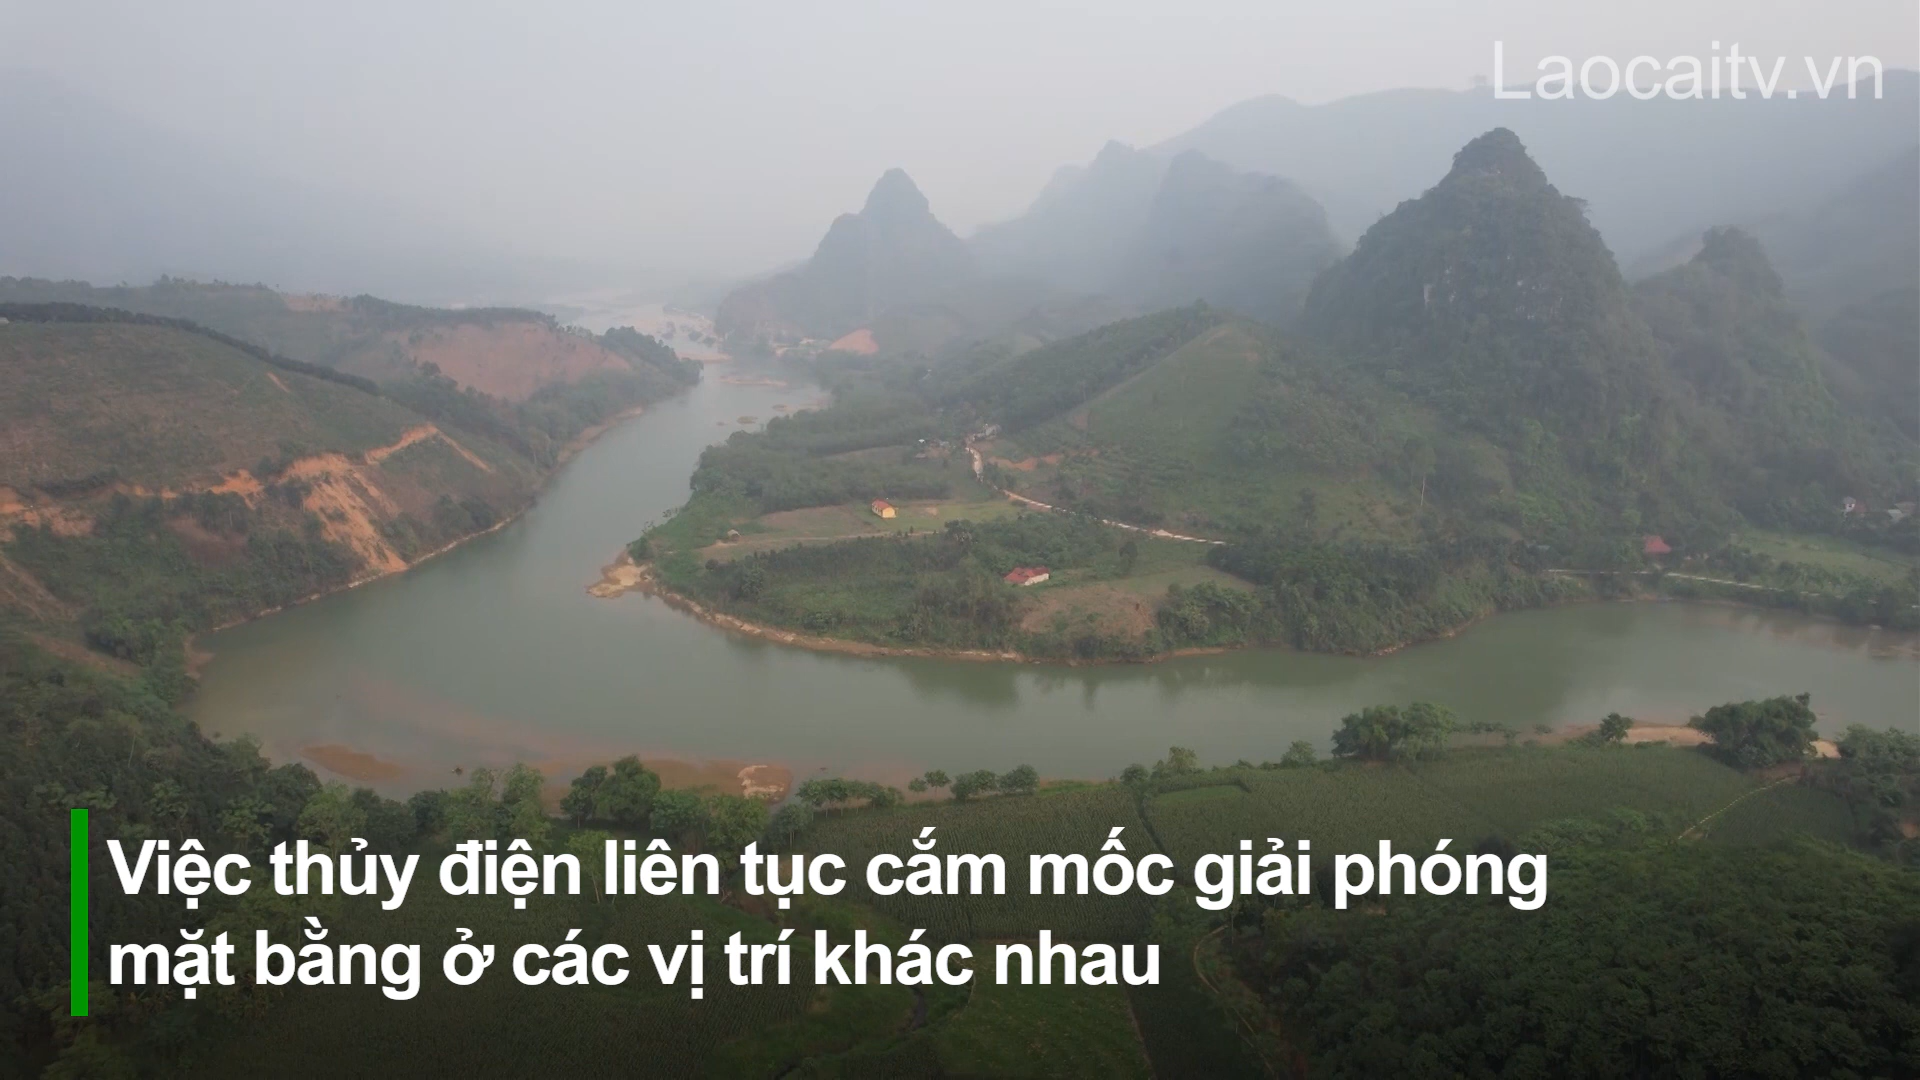 Laocaitv.vn
Việc thủy điện liên tục cắm mốc giải phóng
mặt bằng ở các vị trí khác nhau